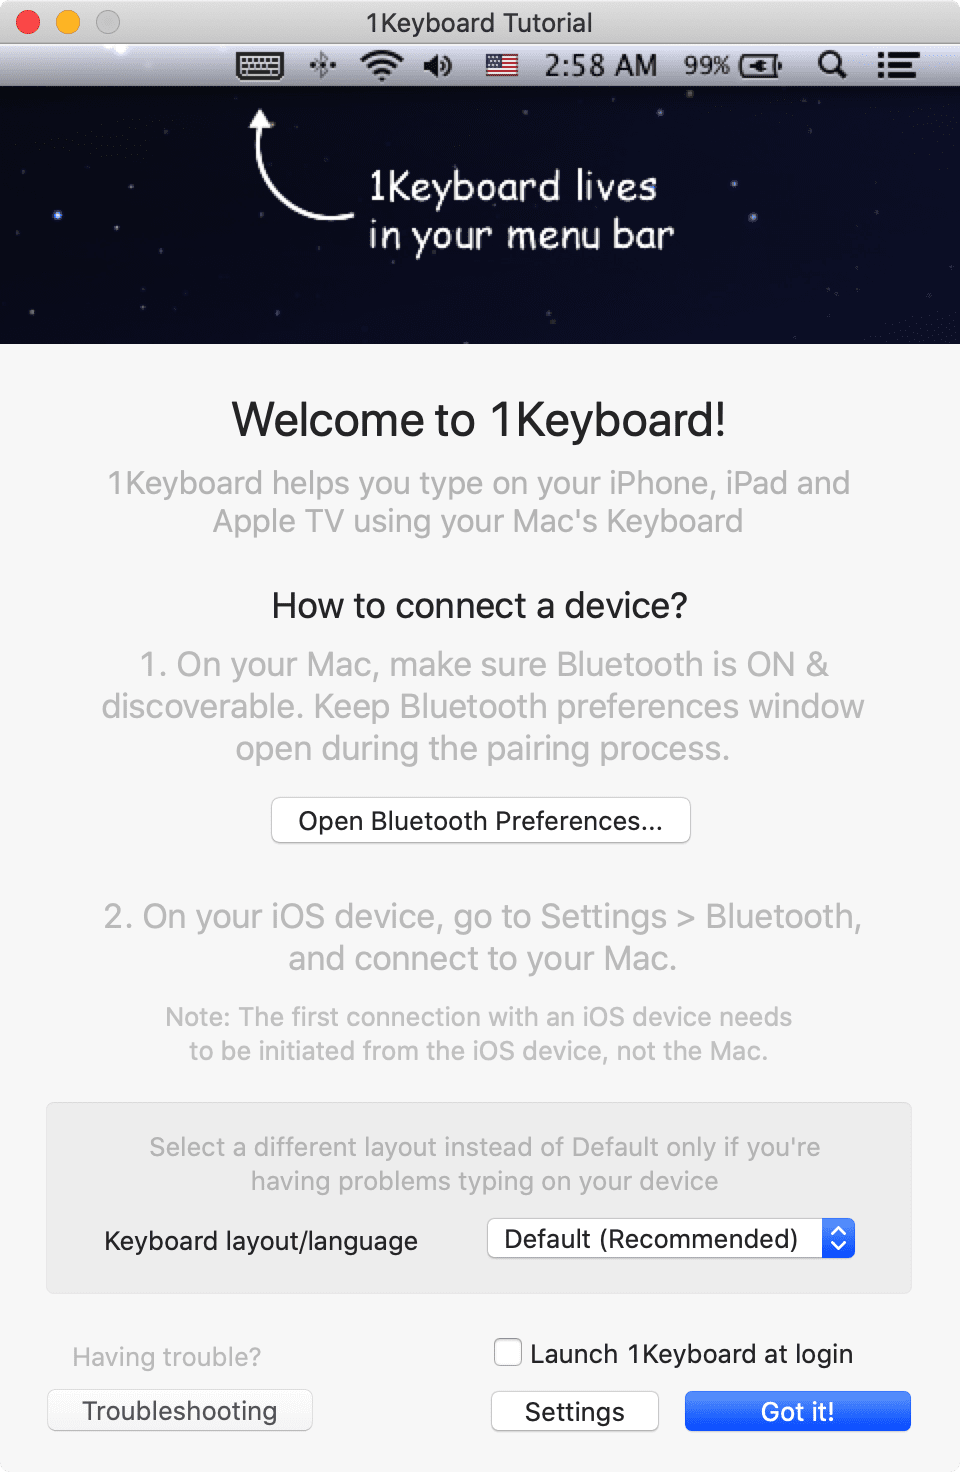 1Keyboard Tutorial
2:58 AM 99%
1Keyboard lives
in your menu bar
Welcome to 1Keyboard!
1Keyboard helps you type on your iPhone, iPad and
Apple TV using your Mac's Keyboard
How to connect a device?
1. On your Mac, make sure Bluetooth is ON &
discoverable. Keep Bluetooth preferences window
open during the pairing process.
Open Bluetooth Preferences...
2. On your iOS device, go to Settings > Bluetooth,
and connect to your Mac.
Note: The first connection with an iOS device needs
to be initiated from the iOS device, not the Mac.
Select a different layout instead of Default only if you're
having problems typing on your device
Keyboard layout/language Default (Recommended)
Having trouble? Launch 1Keyboard at login
Troubleshooting Settings Got it!